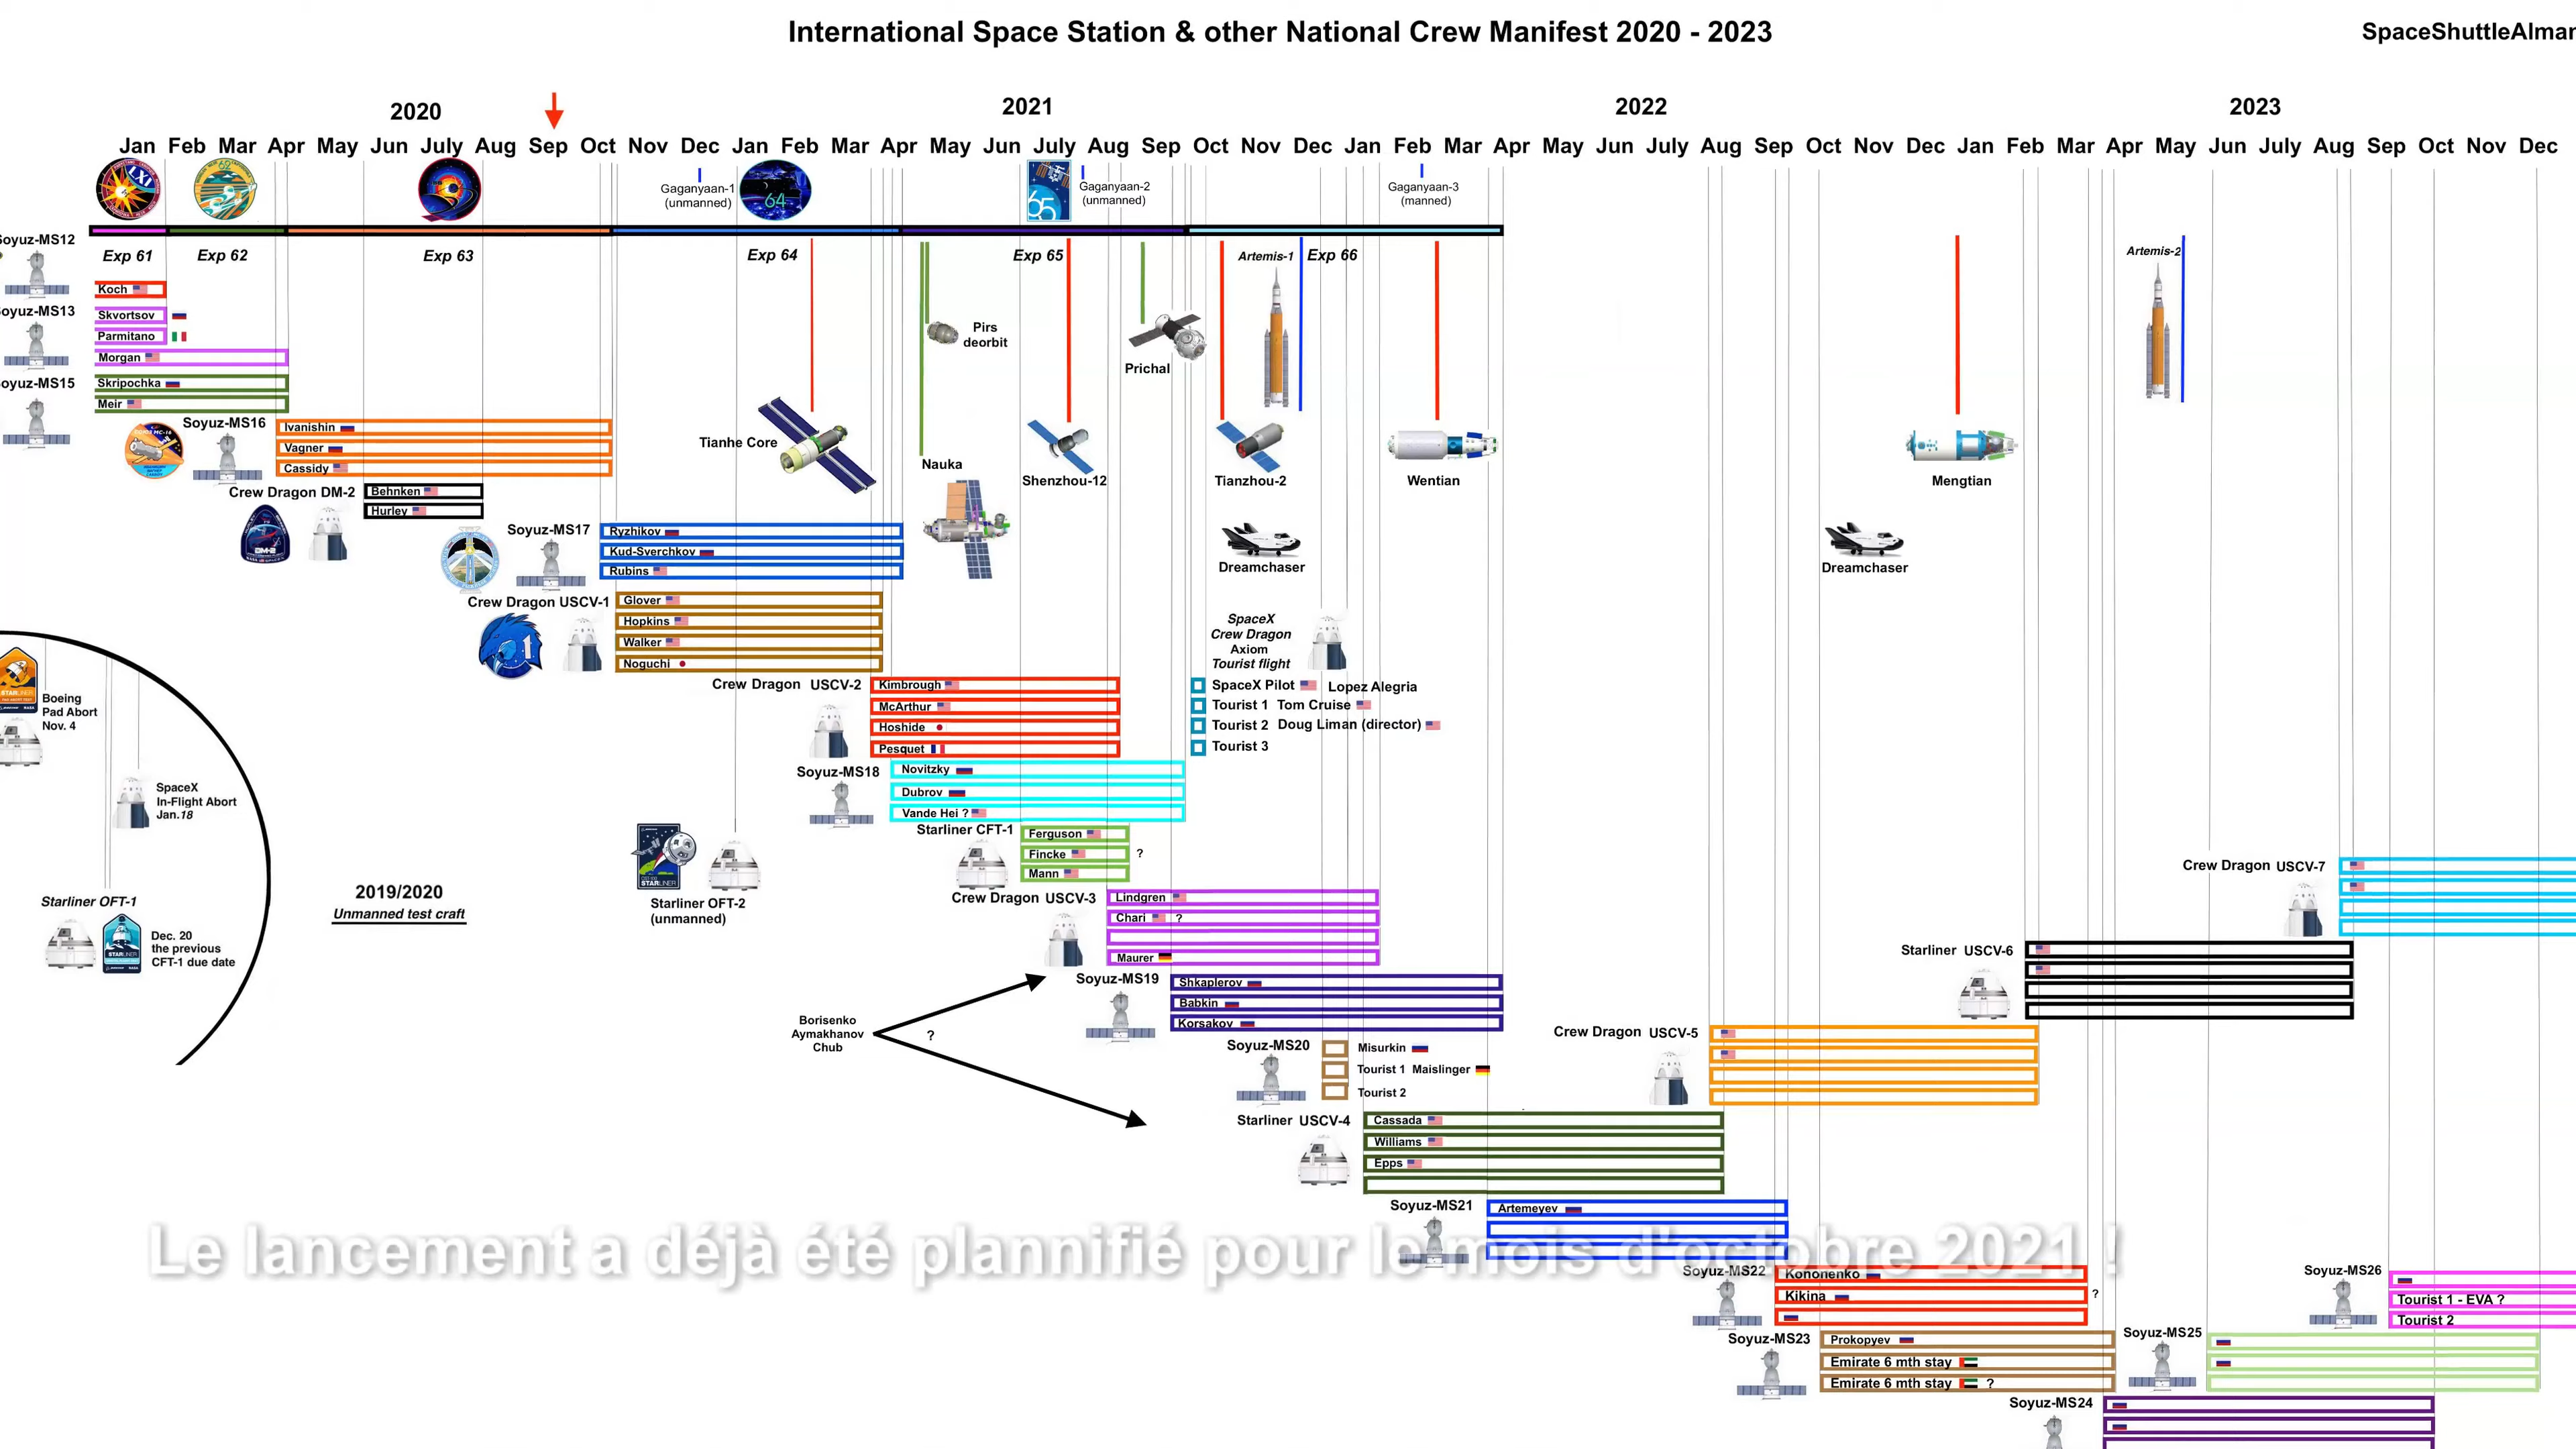 International Space Station & other National Crew Manifest 2020 - 2023
SpaceShuttleAlman
2020
2021
2022
2023
Jan Feb Mar Apr May Jun July Aug Sep Oct Nov Dec Jan Feb Mar Apr May Jun July Aug Sep Oct Nov Dec Jan Feb Mar Apr May Jun July Aug Sep Oct Nov Dec Jan Feb Mar Apr May Jun July Aug Sep Oct Nov Dec
LXI
62
64
65
Gaganyaan-1
(unmanned)
Gaganyaan-2
(unmanned)
Gaganyaan-3
(manned)
Exp 61
Exp 62
Exp 63
Exp 64
Exp 65
Artemis-1
Exp 66
Artemis-2
oyuz-MS12
Koch
oyuz-MS13
Skvortsov
Parmitano
Morgan
oyuz-MS15
Skripochka
Meir
Soyuz-MS16
Ivanishin
Vagner
Cassidy
Pirs
deorbit
Prichal
Tianhe Core
Nauka
Shenzhou-12
Tianzhou-2
Wentian
Mengtian
Crew Dragon DM-2
Behnken
Hurley
DM-2
Soyuz-MS17
Ryzhikov
Kud-Sverchkov
Rubins
Dreamchaser
Dreamchaser
Crew Dragon USCV-1
1
Glover
Hopkins
Walker
Noguchi
SpaceX
Crew Dragon
Axiom
Tourist flight
SpaceX Pilot Lopez Alegria
Tourist 1 Tom Cruise
Tourist 2 Doug Liman (director)
Tourist 3
Crew Dragon USCV-2
Kimbrough
McArthur
Hoshide
Pesquet
STARLINER
Boeing
Pad Abort
Nov. 4
SpaceX
In-Flight Abort
Jan.18
Starliner OFT-1
STARLINER
Dec. 20
the previous
CFT-1 due date
2019/2020
Unmanned test craft
Soyuz-MS18
Novitzky
Dubrov
Vande Hei ?
STARLINER
Starliner OFT-2
(unmanned)
Starliner CFT-1
Ferguson
Fincke
?
Mann
Crew Dragon USCV-3
Lindgren
Chari ?
Maurer
Crew Dragon USCV-7
Soyuz-MS19
Shkaplerov
Babkin
Korsakov
Starliner USCV-6
Borisenko
Aymakhanov
Chub
?
Soyuz-MS20
Misurkin
Tourist 1 Maislinger
Tourist 2
Crew Dragon USCV-5
Starliner USCV-4
Cassada
Williams
Epps
Soyuz-MS21
Artemeyev
Le lancement a déjà été plannifié pour le mois d'octobre 2021 !
Soyuz-MS22
Kononenko
Kikina
?
Soyuz-MS26
Tourist 1 - EVA ?
Tourist 2
Soyuz-MS23
Prokopyev
Emirate 6 mth stay
Emirate 6 mth stay ?
Soyuz-MS25
Soyuz-MS24